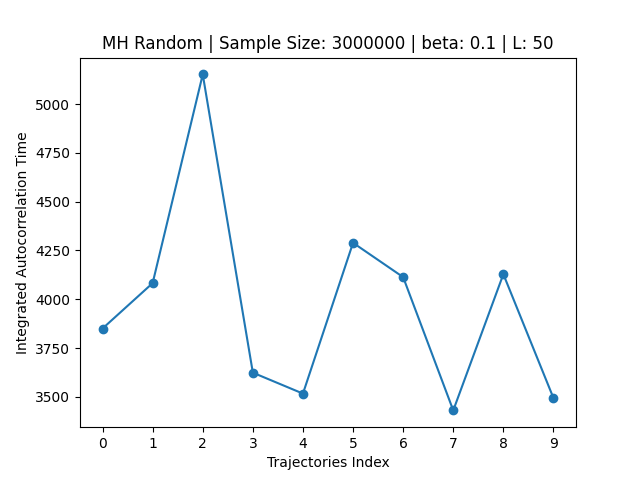 MH Random | Sample Size: 3000000 | beta: 0.1 | L: 50
Integrated Autocorrelation Time
5000
4750
4500
4250
4000
3750
3500
0 1 2 3 4 5 6 7 8 9
Trajectories Index